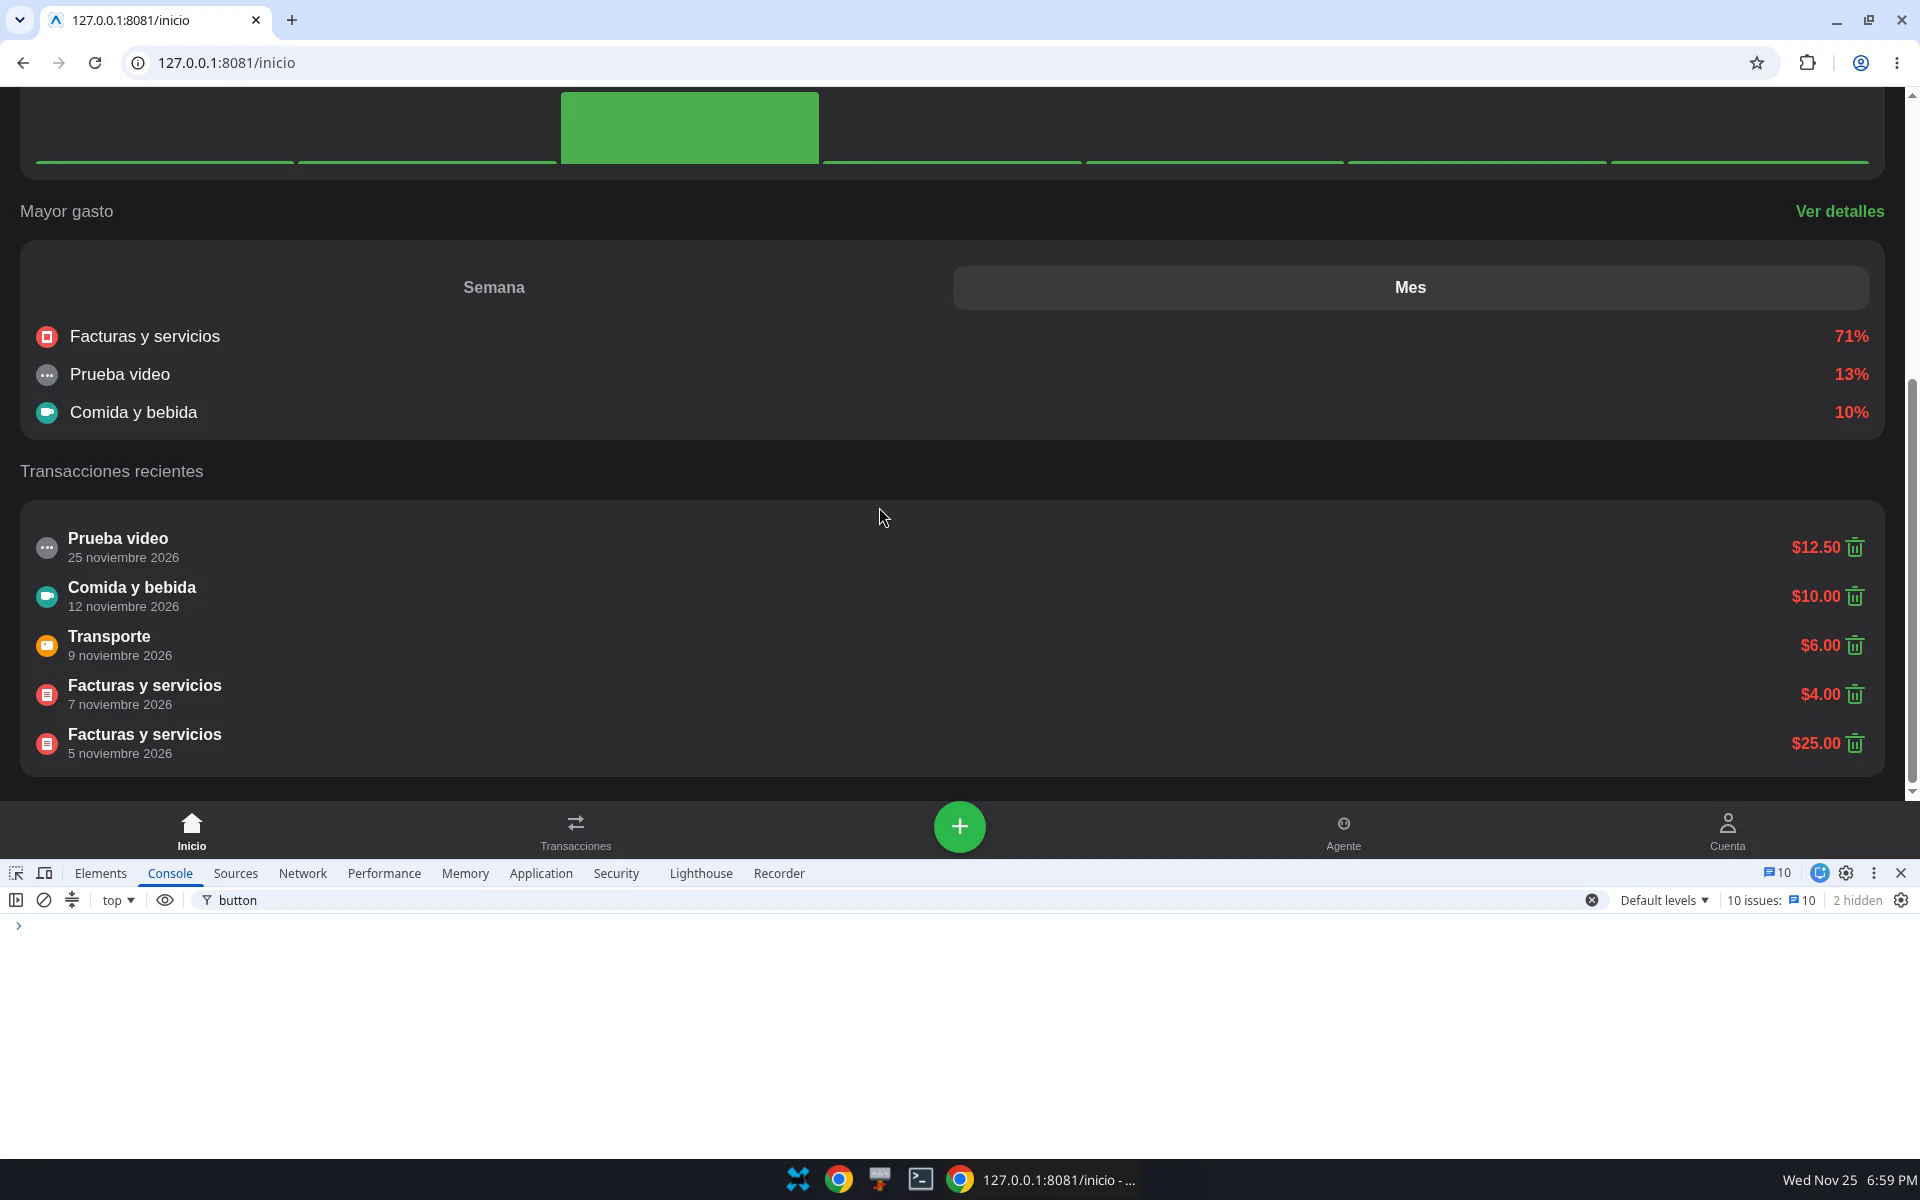 127.0.0.1:8081/inicio
127.0.0.1:8081/inicio
Mayor gasto
Ver detalles
Semana
Mes
Facturas y servicios
71%
Prueba video
13%
Comida y bebida
10%
Transacciones recientes
Prueba video
25 noviembre 2026
$12.50
Comida y bebida
12 noviembre 2026
$10.00
Transporte
9 noviembre 2026
$6.00
Facturas y servicios
7 noviembre 2026
$4.00
Facturas y servicios
5 noviembre 2026
$25.00
Inicio
Transacciones
+
Agente
Cuenta
Elements Console Sources Network Performance Memory Application Security Lighthouse Recorder
10
top
button
Default levels
10 issues: 10
2 hidden
127.0.0.1:8081/inicio - ...
Wed Nov 25 6:59 PM